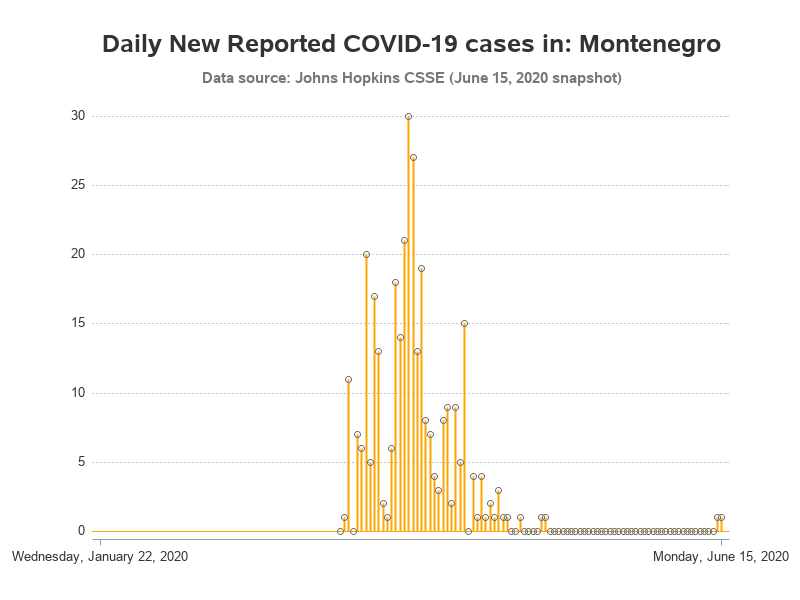 Daily New Reported COVID-19 cases in: Montenegro
Data source: Johns Hopkins CSSE (June 15, 2020 snapshot)
30
25
20
15
10
5
0
Wednesday, January 22, 2020
Monday, June 15, 2020